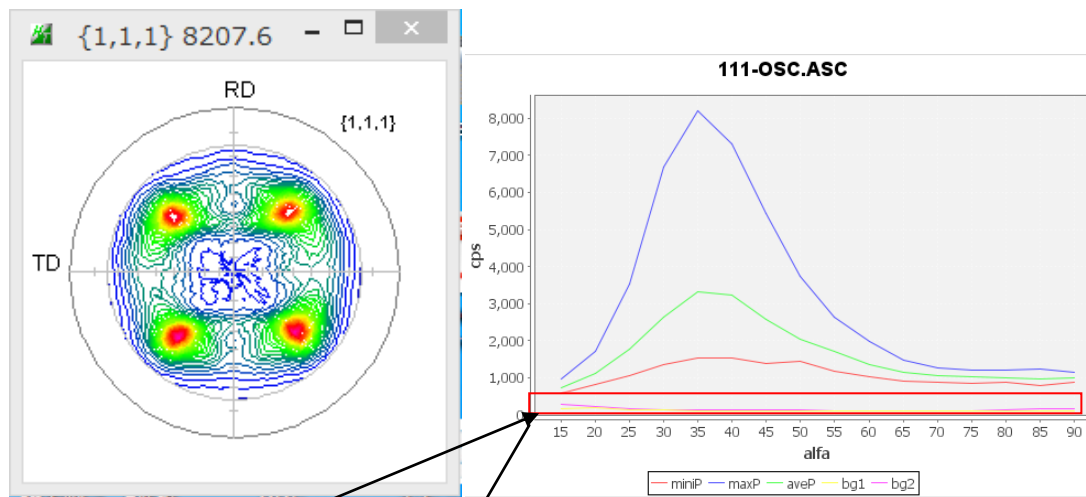 {1,1,1} 8207.6
RD
{1,1,1}
TD
111-OSC.ASC
8,000
7,000
6,000
5,000
4,000
3,000
2,000
1,000
0
cps
15 20 25 30 35 40 45 50 55 60 65 70 75 80 85 90
alfa
miniP maxP aveP bg1 bg2